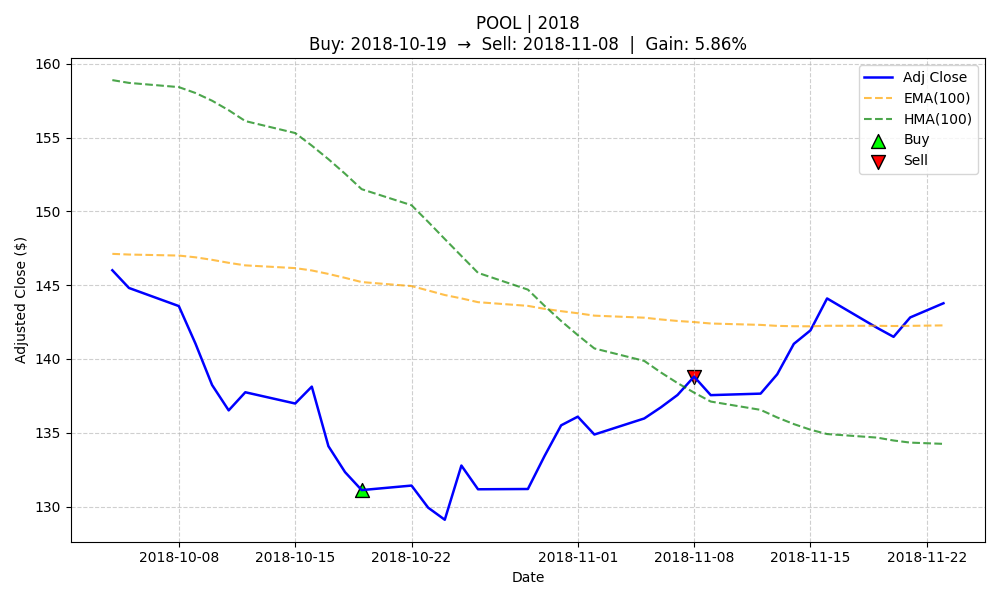 POOL | 2018
Buy: 2018-10-19 → Sell: 2018-11-08 | Gain: 5.86%
Adjusted Close ($)
160
155
150
145
140
135
130
Adj Close
EMA(100)
HMA(100)
Buy
Sell
2018-10-08
2018-10-15
2018-10-22
2018-11-01
2018-11-08
2018-11-15
2018-11-22
Date